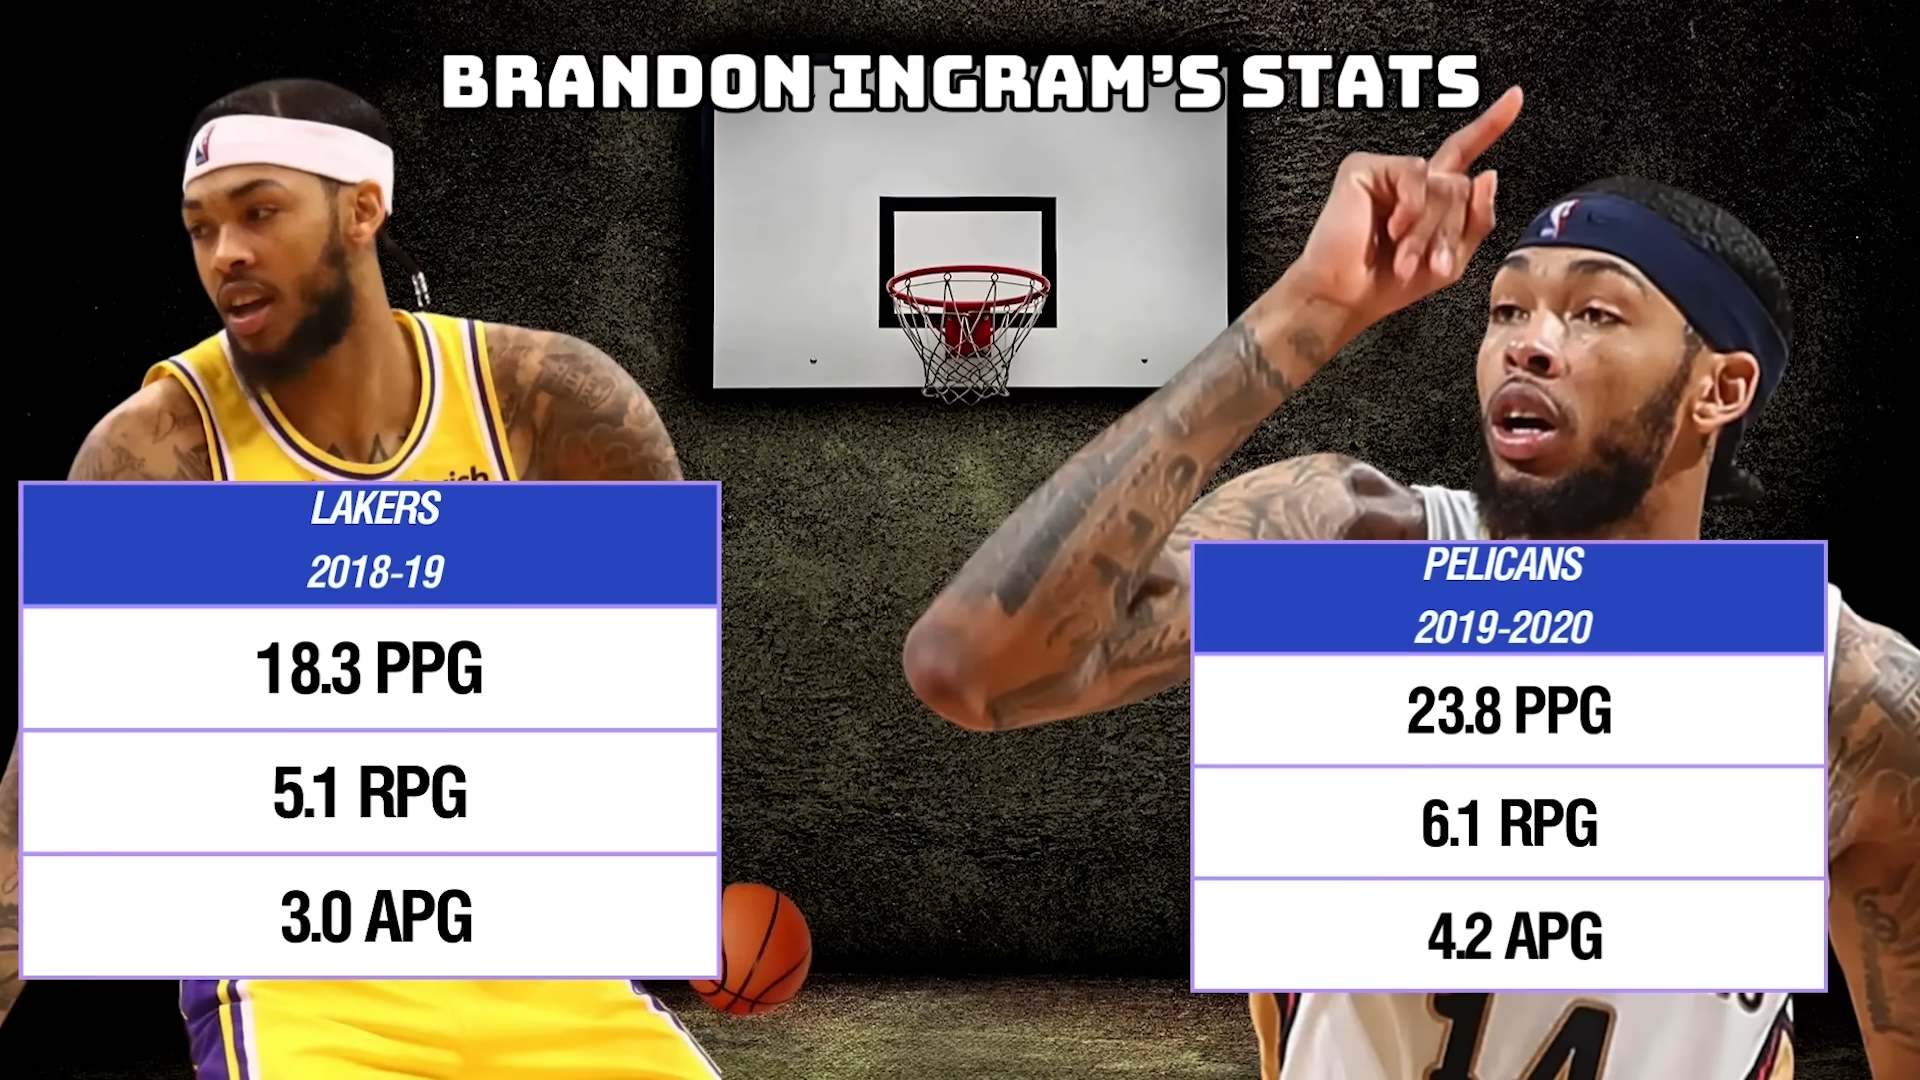 BRANDON INGRAM'S STATS
LAKERS
2018-19
18.3 PPG
5.1 RPG
3.0 APG
PELICANS
2019-2020
23.8 PPG
6.1 RPG
4.2 APG
14